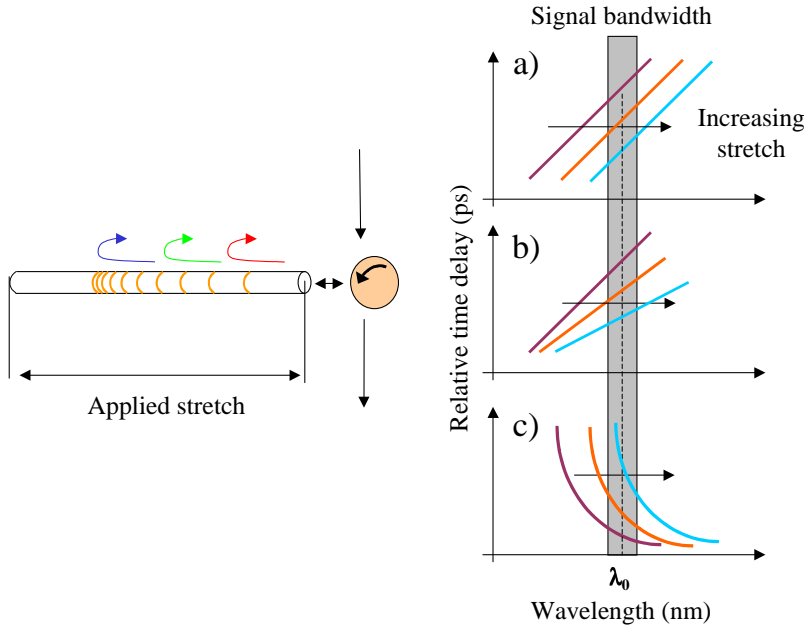 Signal bandwidth
a)
Increasing
stretch
b)
Relative time delay (ps)
Applied stretch
c)
λ₀
Wavelength (nm)